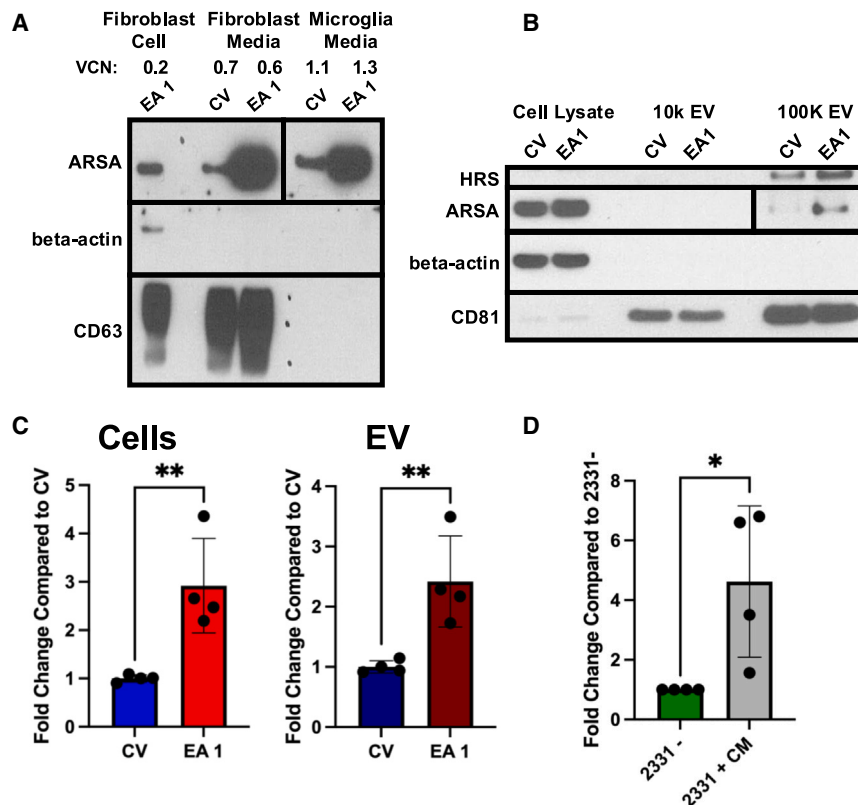 A
Fibroblast Fibroblast Microglia
Cell Media Media
VCN: 0.2 0.7 0.6 1.1 1.3
EA 1 CV EA 1 CV EA1
ARSA
beta-actin
CD63
B
Cell Lysate 10k EV 100K EV
CV EA1 CV EA1 CV EA1
HRS
ARSA
beta-actin
CD81
C
Cells
Fold Change Compared to CV
**
5
4
3
2
1
0
CV EA 1
EV
Fold Change Compared to CV
**
4
3
2
1
0
CV EA 1
D
Fold Change Compared to 2331-
*
8
6
4
2
0
2331 - 2331 + CM